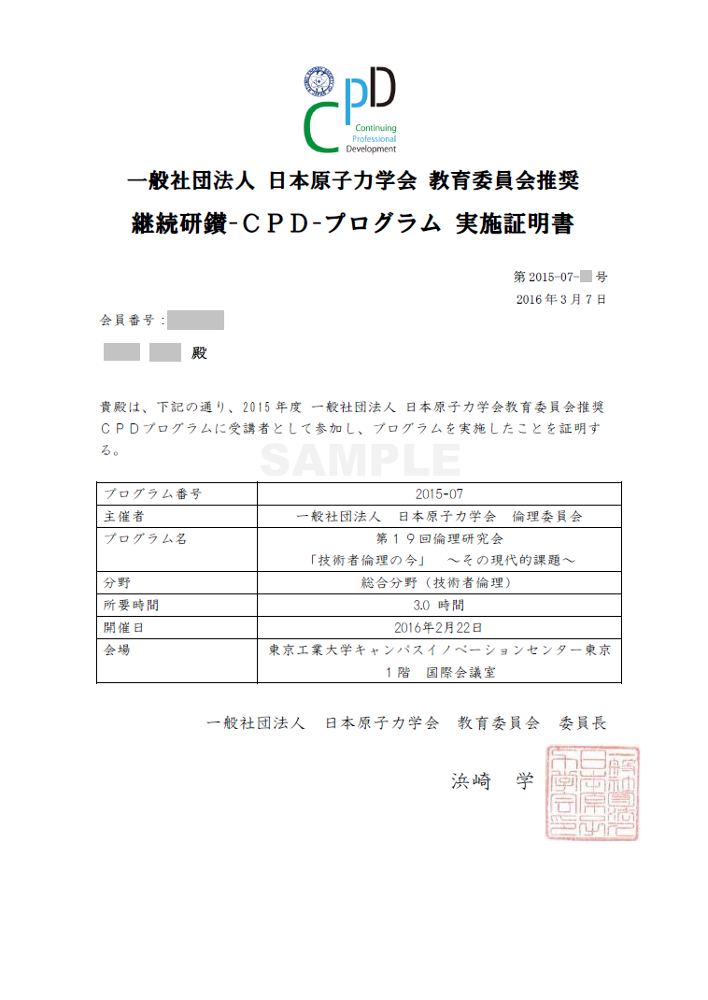 CPD
Continuing
Professional
Development
一般社団法人 日本原子力学会 教育委員会推奨
継続研鑽-ＣＰＤ-プログラム 実施証明書
第 2015-07- 号
2016 年 3 月 7 日
会員番号：
殿
貴殿は、下記の通り、2015 年度 一般社団法人 日本原子力学会教育委員会推奨
ＣＰＤプログラムに受講者として参加し、プログラムを実施したことを証明す
る。
SAMPLE
プログラム番号 2015-07
主催者 一般社団法人　日本原子力学会　倫理委員会
プログラム名 第１９回倫理研究会
「技術者倫理の今」　～その現代的課題～
分野 総合分野（技術者倫理）
所要時間 3.0 時間
開催日 2016年2月22日
会場 東京工業大学キャンパスイノベーションセンター東京
１階　国際会議室
一般社団法人　日本原子力学会　教育委員会　委員長
浜崎　学